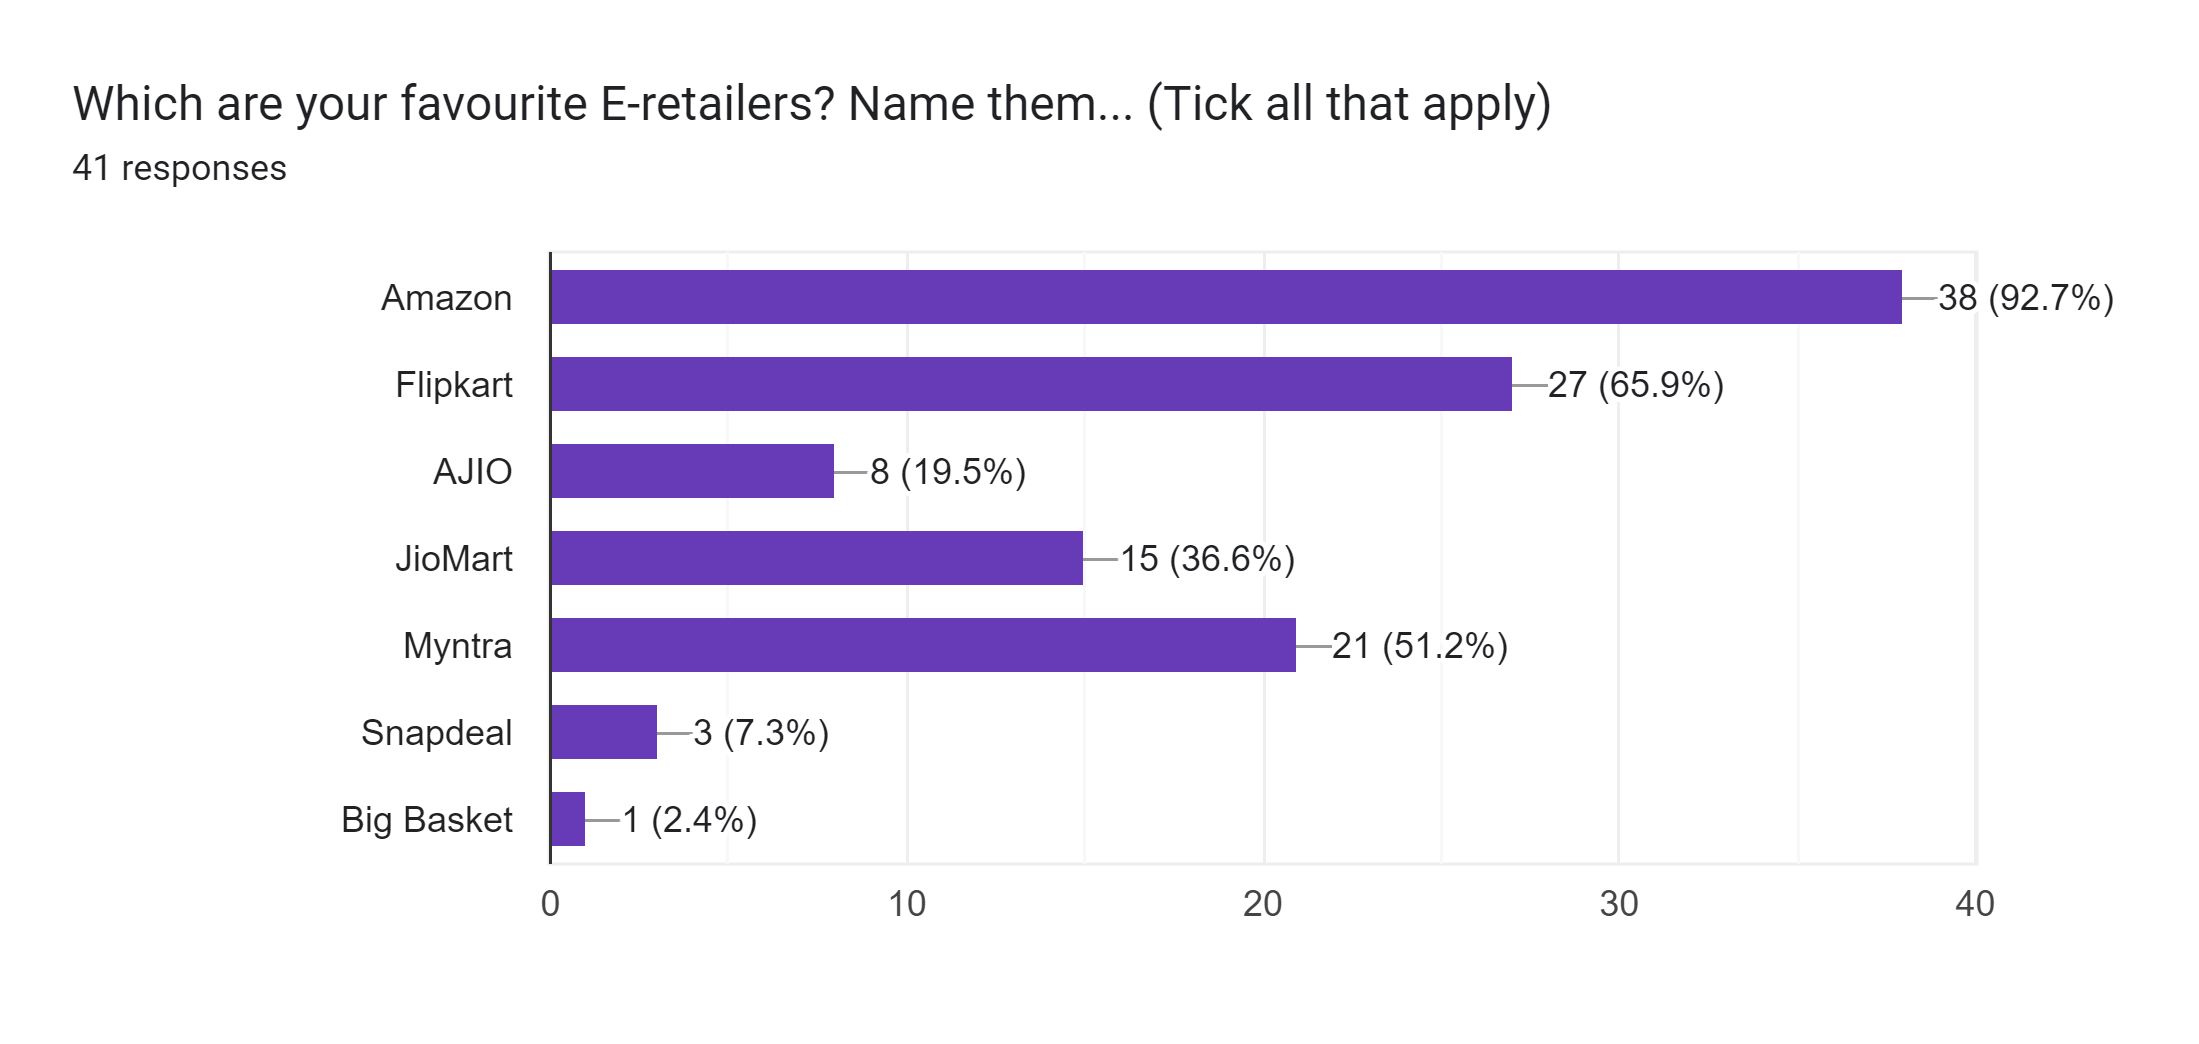 Which are your favourite E-retailers? Name them... (Tick all that apply)
41 responses
Amazon 38 (92.7%)
Flipkart 27 (65.9%)
AJIO 8 (19.5%)
JioMart 15 (36.6%)
Myntra 21 (51.2%)
Snapdeal 3 (7.3%)
Big Basket 1 (2.4%)
0 10 20 30 40